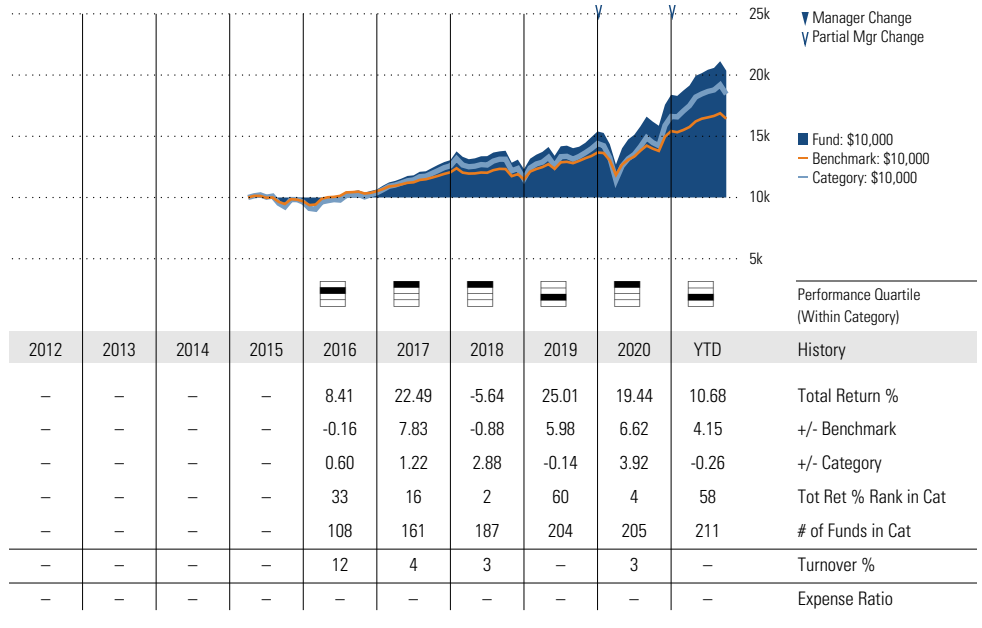 25k
20k
15k
10k
5k
Manager Change
Partial Mgr Change
Fund: $10,000
Benchmark: $10,000
Category: $10,000
Performance Quartile
(Within Category)
2012 2013 2014 2015 2016 2017 2018 2019 2020 YTD History
– – – – 8.41 22.49 -5.64 25.01 19.44 10.68 Total Return %
– – – – -0.16 7.83 -0.88 5.98 6.62 4.15 +/- Benchmark
– – – – 0.60 1.22 2.88 -0.14 3.92 -0.26 +/- Category
– – – – 33 16 2 60 4 58 Tot Ret % Rank in Cat
– – – – 108 161 187 204 205 211 # of Funds in Cat
– – – – 12 4 3 – 3 – Turnover %
– – – – – – – – – – Expense Ratio